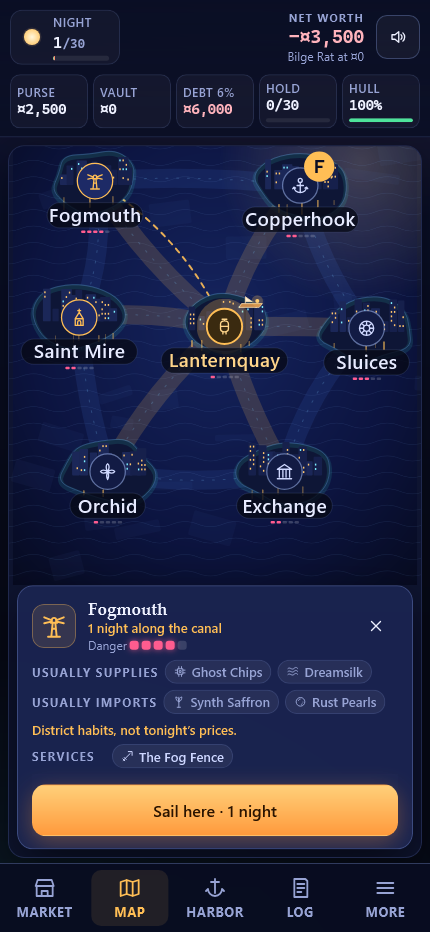 NIGHT
1/30
NET WORTH
−¤3,500
Bilge Rat at ¤0
PURSE
¤2,500
VAULT
¤0
DEBT 6%
¤6,000
HOLD
0/30
HULL
100%
F
Fogmouth
Copperhook
Saint Mire
Lanternquay
Sluices
Orchid
Exchange
Fogmouth
1 night along the canal
Danger
USUALLY SUPPLIES Ghost Chips Dreamsilk
USUALLY IMPORTS Synth Saffron Rust Pearls
District habits, not tonight's prices.
SERVICES The Fog Fence
Sail here · 1 night
MARKET
MAP
HARBOR
LOG
MORE